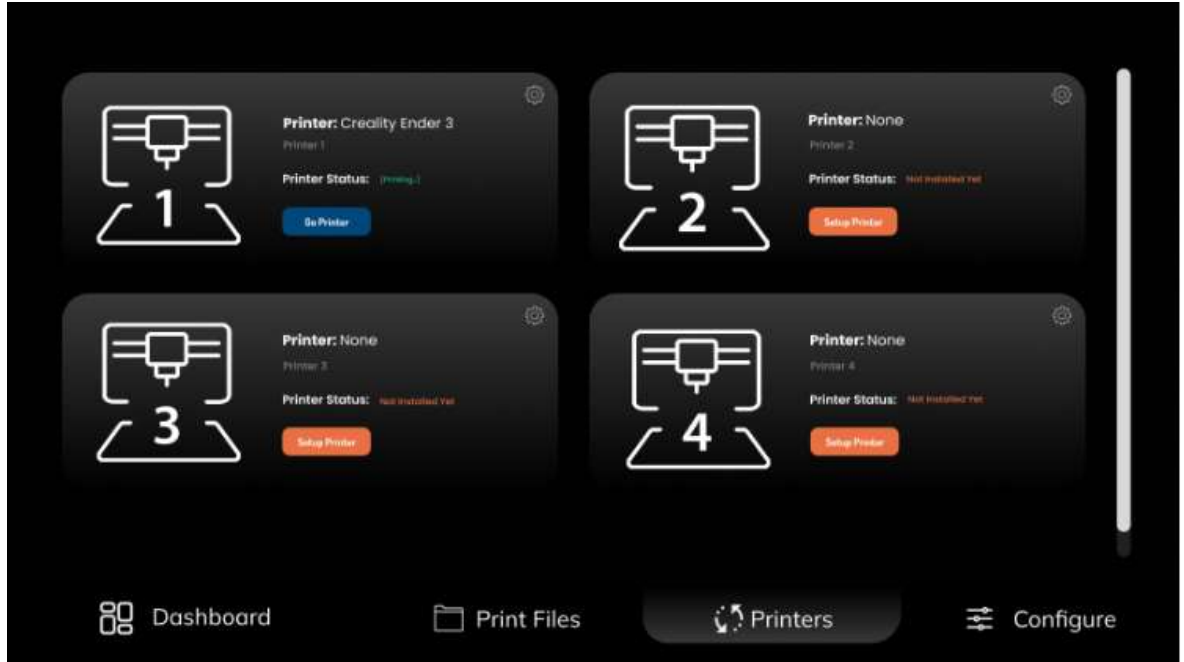 Printer: Creality Ender 3
Printer 1
Printer Status: (Printing..)
1
Go Printer
Printer: None
Printer 2
Printer Status: Not Installed Yet
2
Setup Printer
Printer: None
Printer 3
Printer Status: Not Installed Yet
3
Setup Printer
Printer: None
Printer 4
Printer Status: Not Installed Yet
4
Setup Printer
Dashboard
Print Files
Printers
Configure